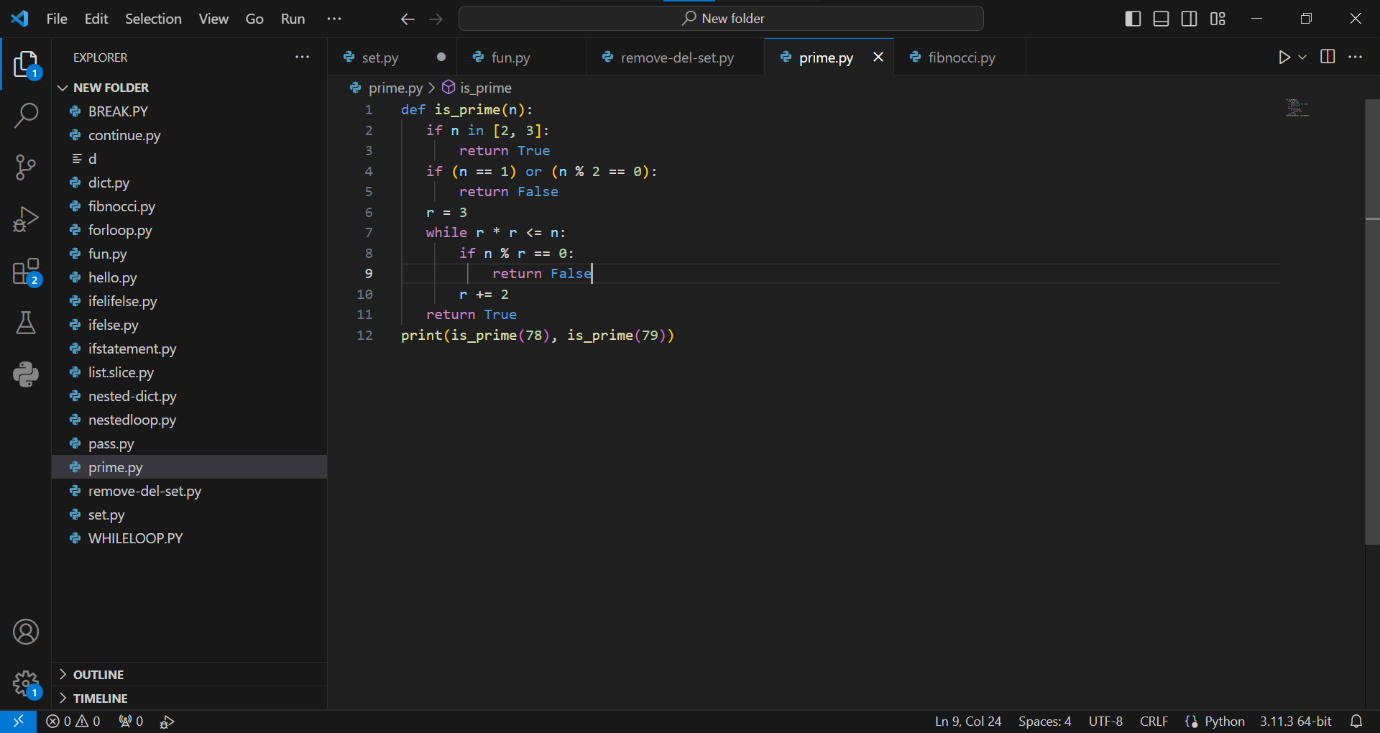 File Edit Selection View Go Run ··· New folder
EXPLORER ···
NEW FOLDER
BREAK.PY
continue.py
d
dict.py
fibnocci.py
forloop.py
fun.py
hello.py
ifelifelse.py
ifelse.py
ifstatement.py
list.slice.py
nested-dict.py
nestedloop.py
pass.py
prime.py
remove-del-set.py
set.py
WHILELOOP.PY
OUTLINE
TIMELINE
1
2
1
set.py fun.py remove-del-set.py prime.py fibnocci.py
prime.py > is_prime
1 def is_prime(n):
2 if n in [2, 3]:
3 return True
4 if (n == 1) or (n % 2 == 0):
5 return False
6 r = 3
7 while r * r <= n:
8 if n % r == 0:
9 return False
10 r += 2
11 return True
12 print(is_prime(78), is_prime(79))
0 0 0 Ln 9, Col 24 Spaces: 4 UTF-8 CRLF Python 3.11.3 64-bit